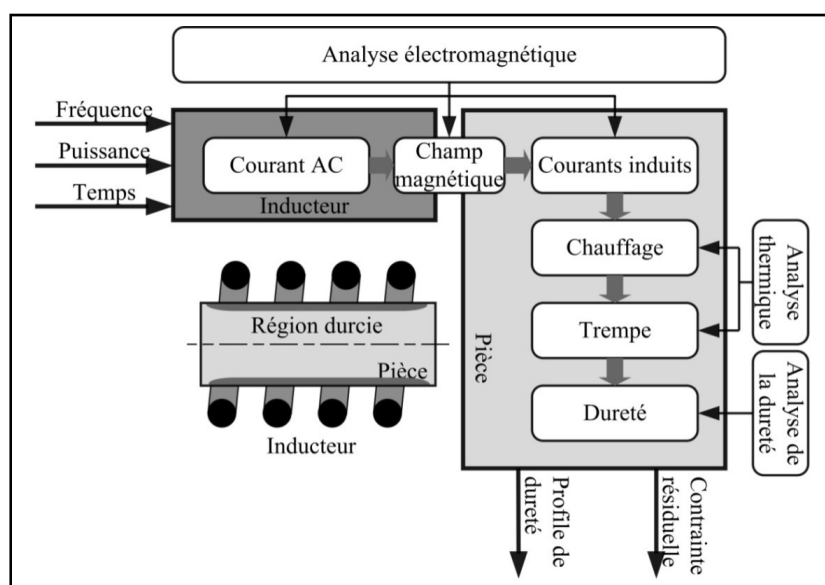 Analyse électromagnétique
Fréquence
Puissance
Temps
Courant AC
Champ
magnétique
Courants induits
Inducteur
Chauffage
Analyse
thermique
Région durcie
Trempe
Pièce
Pièce
Dureté
Analyse de
la dureté
Inducteur
Profile de
dureté
Contrainte
résiduelle